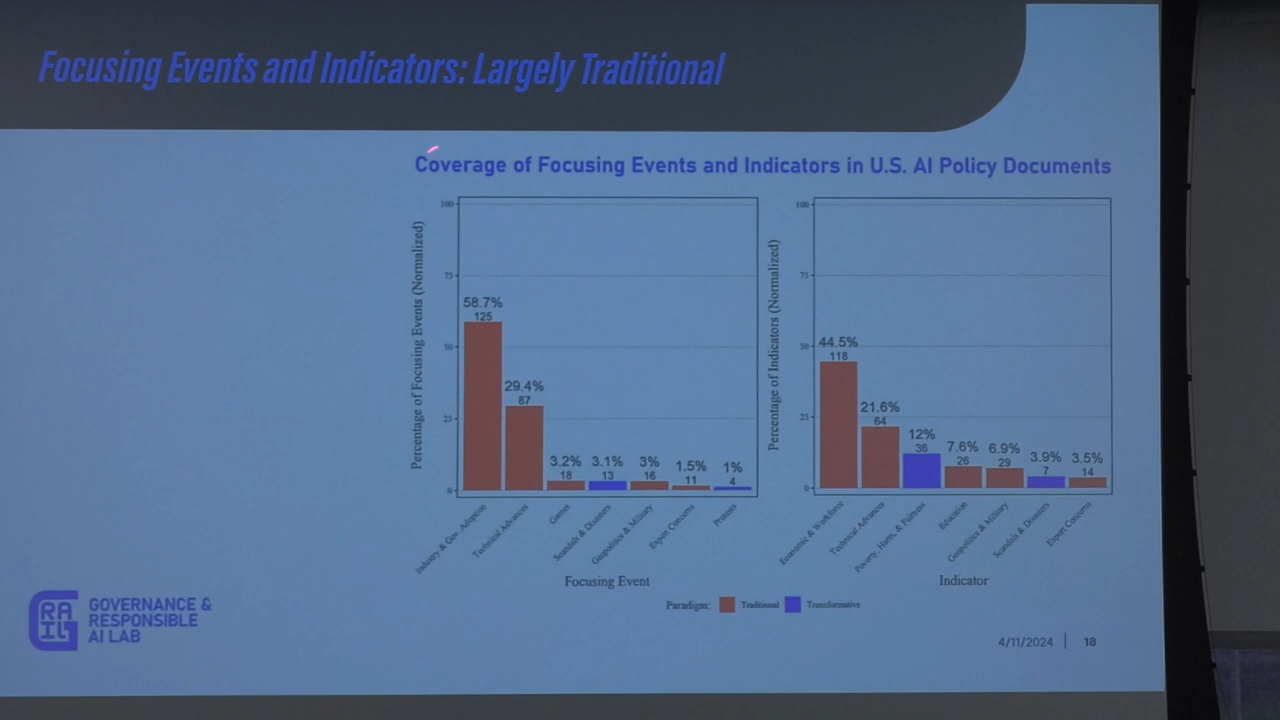 Focusing Events and Indicators: Largely Traditional
Coverage of Focusing Events and Indicators in U.S. AI Policy Documents
Percentage of Focusing Events (Normalized)
100
75
50
25
0
58.7%
125
29.4%
87
3.2%
18
3.1%
13
3%
16
1.5%
11
1%
4
Industry & Gov. Adoption
Technical Advances
Games
Scandals & Disasters
Geopolitics & Military
Expert Concerns
Protests
Focusing Event
Percentage of Indicators (Normalized)
100
75
50
25
0
44.5%
118
21.6%
64
12%
36
7.6%
26
6.9%
29
3.9%
7
3.5%
14
Economic & Workforce
Technical Advances
Poverty, Harm, & Fairness
Education
Geopolitics & Military
Scandals & Disasters
Expert Concerns
Indicator
Paradigm: Traditional Transformative
GRAIL
GOVERNANCE &
RESPONSIBLE
AI LAB
4/11/2024 | 18